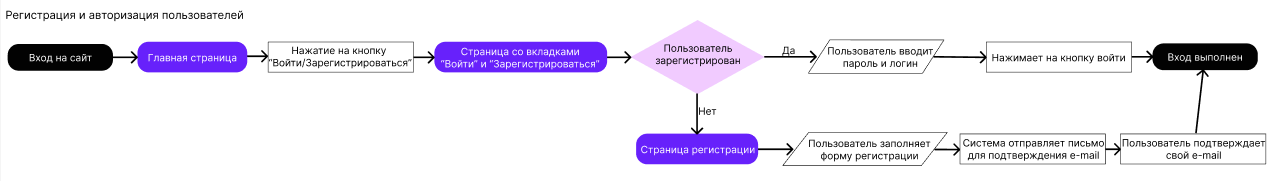 Регистрация и авторизация пользователей
Вход на сайт
Главная страница
Нажатие на кнопку
"Войти/Зарегистрироваться"
Страница со вкладками
"Войти" и "Зарегистрироваться"
Пользователь
зарегистрирован
Да
Пользователь вводит
пароль и логин
Нажимает на кнопку войти
Вход выполнен
Нет
Страница регистрации
Пользователь заполняет
форму регистрации
Система отправляет письмо
для подтверждения e-mail
Пользователь подтверждает
свой e-mail